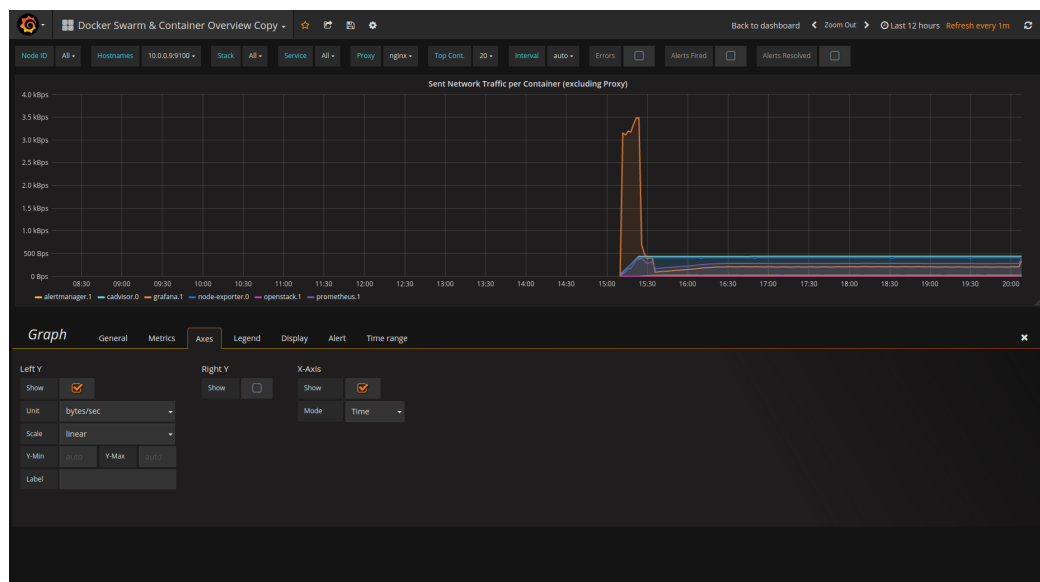 Docker Swarm & Container Overview Copy
Back to dashboard Zoom Out Last 12 hours Refresh every 1m
Node ID All Hostnames 10.0.0.9:9100 Stack All Service All Proxy nginx Top Cont. 20 Interval auto Errors Alerts Fired Alerts Resolved
Sent Network Traffic per Container (excluding Proxy)
4.0 kBps
3.5 kBps
3.0 kBps
2.5 kBps
2.0 kBps
1.5 kBps
1.0 kBps
500 Bps
0 Bps
08:30 09:00 09:30 10:00 10:30 11:00 11:30 12:00 12:30 13:00 13:30 14:00 14:30 15:00 15:30 16:00 16:30 17:00 17:30 18:00 18:30 19:00 19:30 20:00
alertmanager.1 cadvisor.0 grafana.1 node-exporter.0 openstack.1 prometheus.1
Graph General Metrics Axes Legend Display Alert Time range
Left Y Right Y X-Axis
Show Show Show
Unit bytes/sec Mode Time
Scale linear
Y-Min auto Y-Max auto
Label